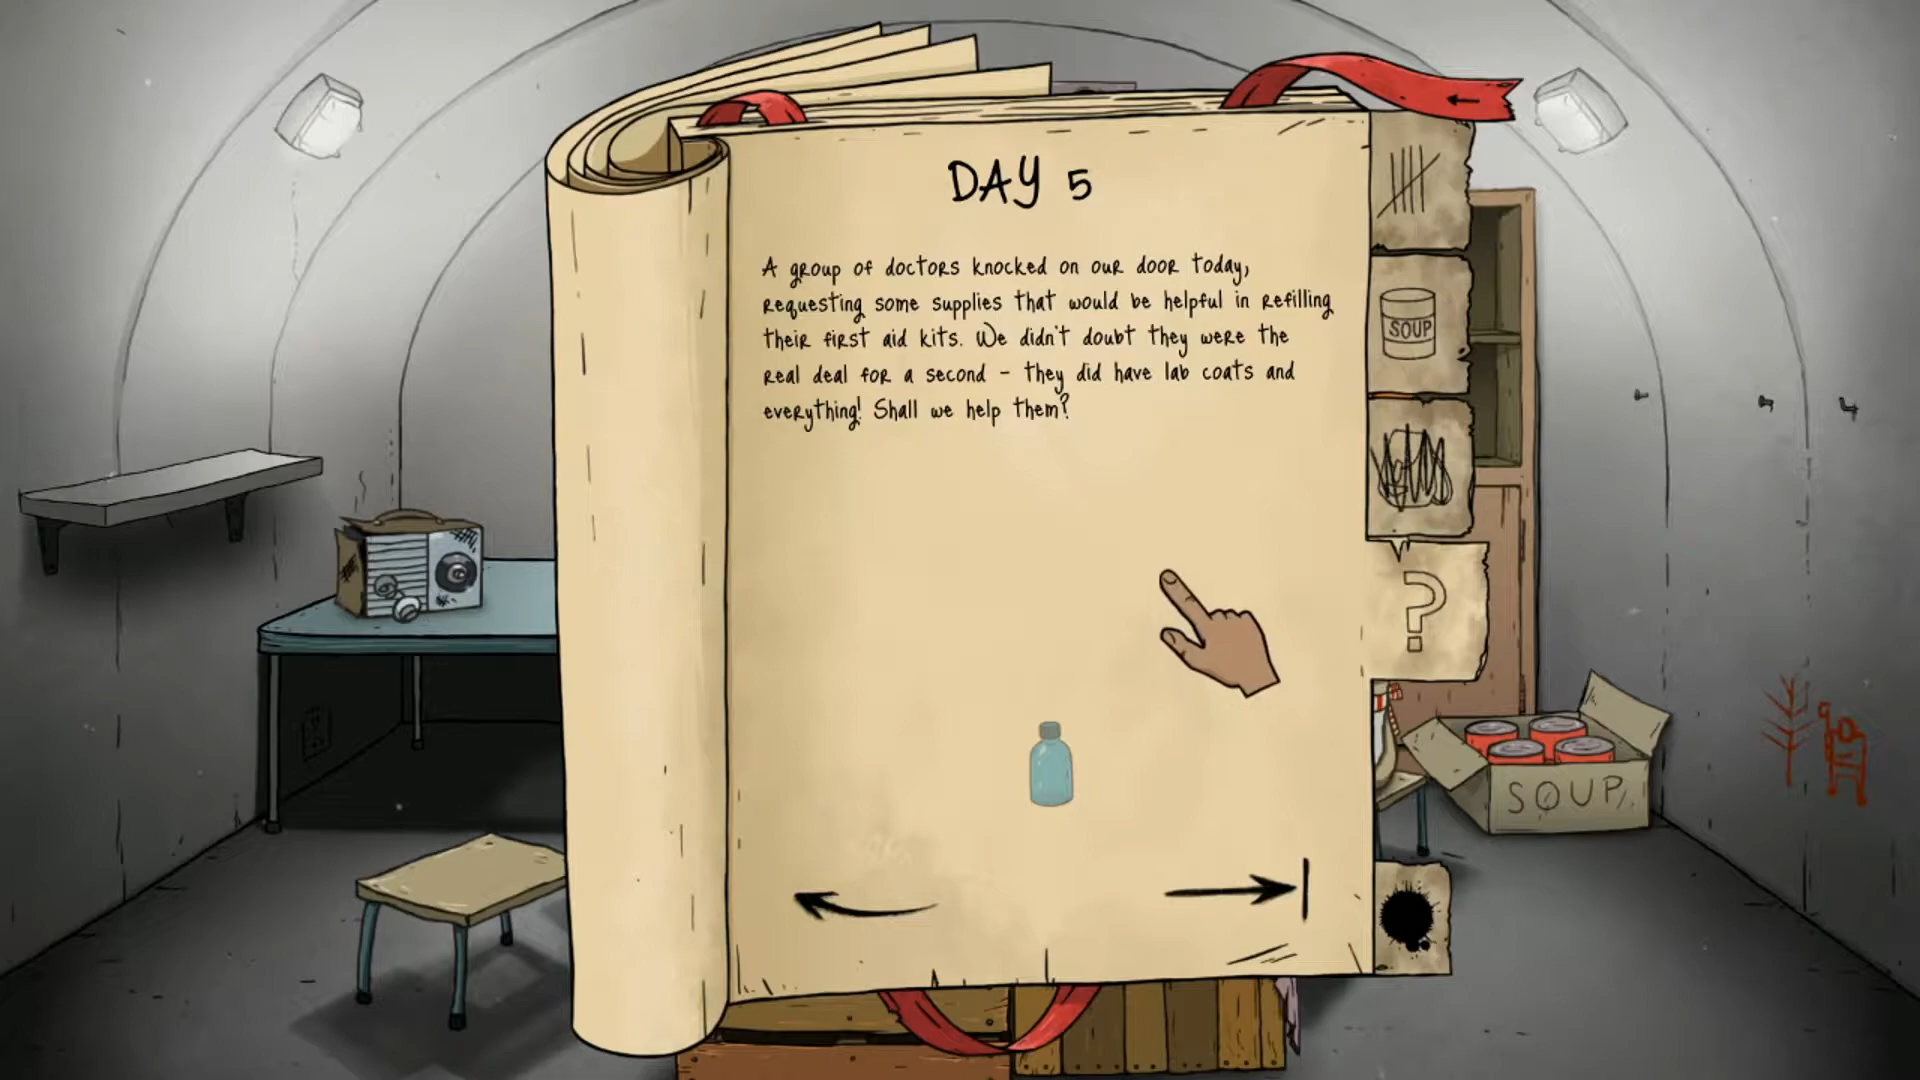 DAY 5
A group of doctors knocked on our door today,
requesting some supplies that would be helpful in refilling
their first aid kits. We didn't doubt they were the
real deal for a second - they did have lab coats and
everything! Shall we help them?
SOUP
?
SOUP